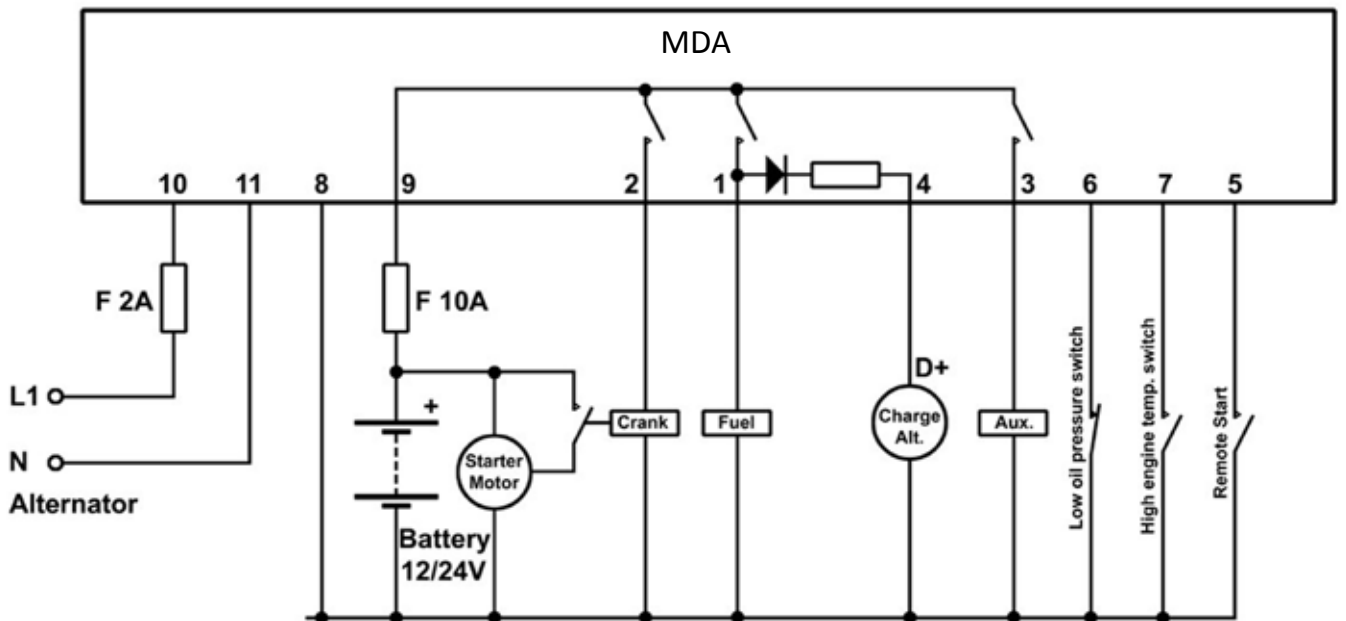 MDA
10 11 8 9 2 1 4 3 6 7 5
F 2A
F 10A
L1
N
Alternator
+
Battery
12/24V
Starter
Motor
Crank
Fuel
D+
Charge
Alt.
Aux.
Low oil pressure switch
High engine temp. switch
Remote Start